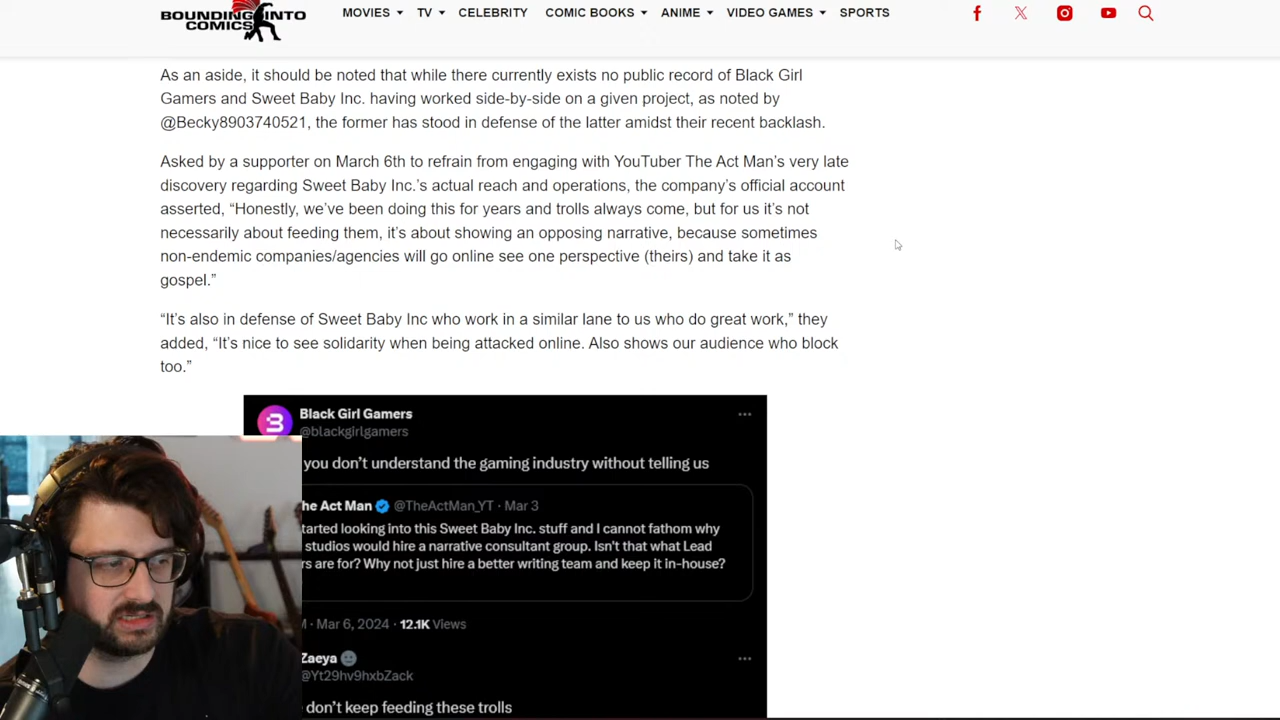 BOUNDING INTO
COMICS
MOVIES TV CELEBRITY COMIC BOOKS ANIME VIDEO GAMES SPORTS
As an aside, it should be noted that while there currently exists no public record of Black Girl
Gamers and Sweet Baby Inc. having worked side-by-side on a given project, as noted by
@Becky8903740521, the former has stood in defense of the latter amidst their recent backlash.
Asked by a supporter on March 6th to refrain from engaging with YouTuber The Act Man’s very late
discovery regarding Sweet Baby Inc.’s actual reach and operations, the company’s official account
asserted, “Honestly, we’ve been doing this for years and trolls always come, but for us it’s not
necessarily about feeding them, it’s about showing an opposing narrative, because sometimes
non-endemic companies/agencies will go online see one perspective (theirs) and take it as
gospel.”
“It’s also in defense of Sweet Baby Inc who work in a similar lane to us who do great work,” they
added, “It’s nice to see solidarity when being attacked online. Also shows our audience who block
too.”
Black Girl Gamers
@blackgirlgamers
you don’t understand the gaming industry without telling us
he Act Man @TheActMan_YT · Mar 3
tarted looking into this Sweet Baby Inc. stuff and I cannot fathom why
studios would hire a narrative consultant group. Isn't that what Lead
rs are for? Why not just hire a better writing team and keep it in-house?
M · Mar 6, 2024 · 12.1K Views
Zaeya
@Yt29hv9hxbZack
don’t keep feeding these trolls